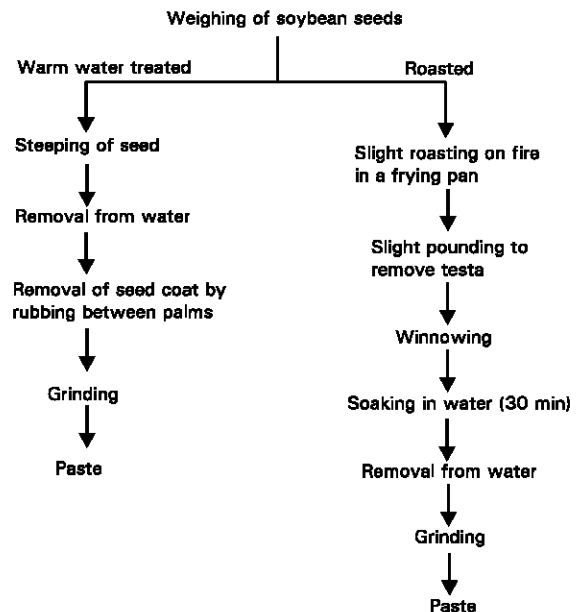 Weighing of soybean seeds
Warm water treated
Steeping of seed
Removal from water
Removal of seed coat by
rubbing between palms
Grinding
Paste
Roasted
Slight roasting on fire
in a frying pan
Slight pounding to
remove testa
Winnowing
Soaking in water (30 min)
Removal from water
Grinding
Paste